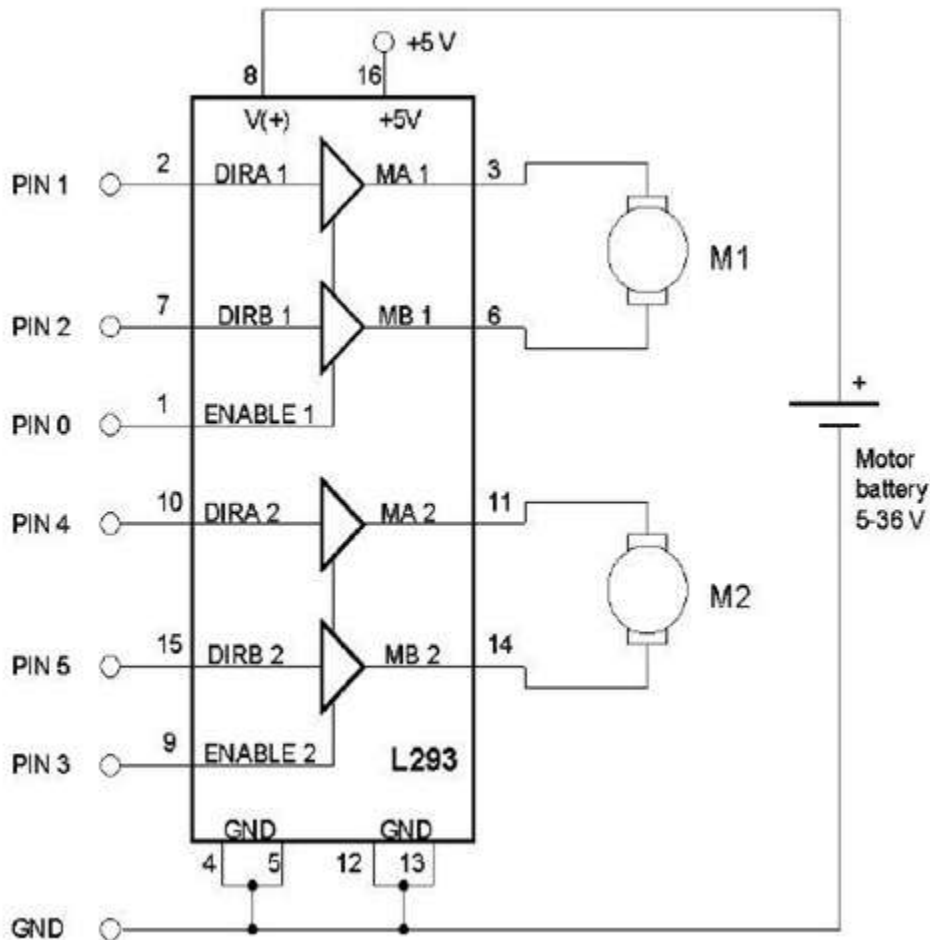 +5 V
8
16
V(+)
+5V
PIN 1
2
DIRA 1
MA 1
3
M1
PIN 2
7
DIRB 1
MB 1
6
PIN 0
1
ENABLE 1
+
Motor
battery
5-36 V
PIN 4
10
DIRA 2
MA 2
11
M2
PIN 5
15
DIRB 2
MB 2
14
PIN 3
9
ENABLE 2
L293
GND
GND
4
5
12
13
GND